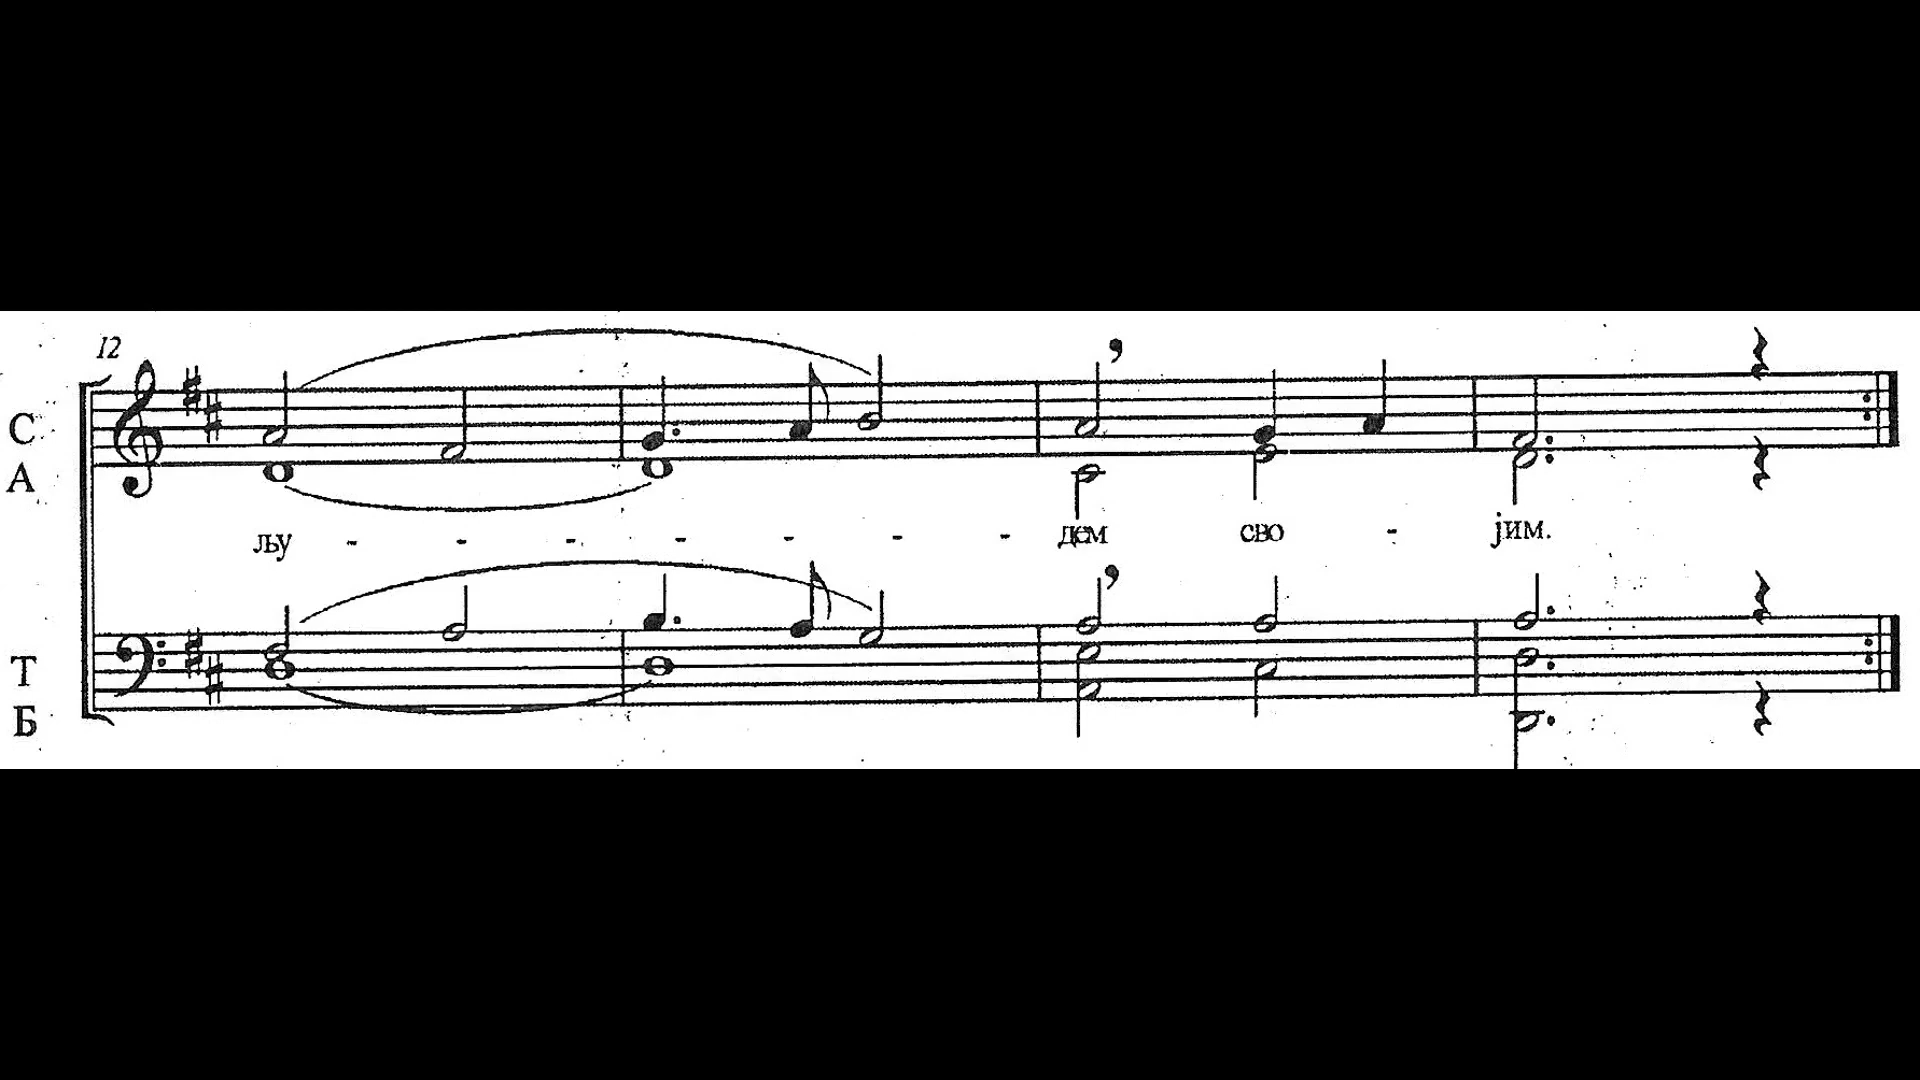 12
С
А
љу - - - - - - - дем сво - јим.
Т
Б